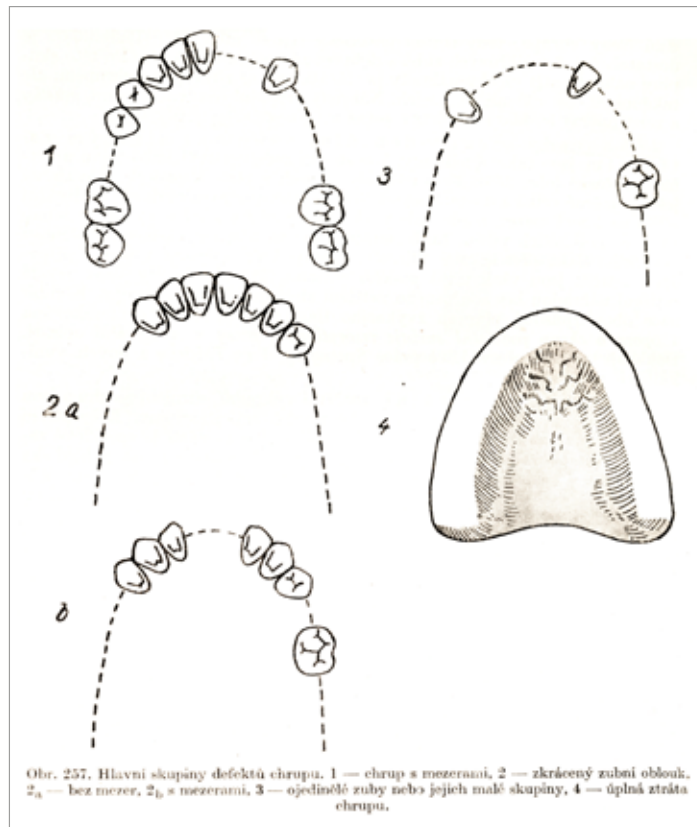 1
3
2a
4
b
Obr. 257. Hlavní skupiny defektů chrupu. 1 — chrup s mezerami, 2 — zkrácený zubní oblouk,
2a — bez mezer, 2b s mezerami, 3 — ojedinělé zuby nebo jejich malé skupiny, 4 — úplná ztráta
chrupu.